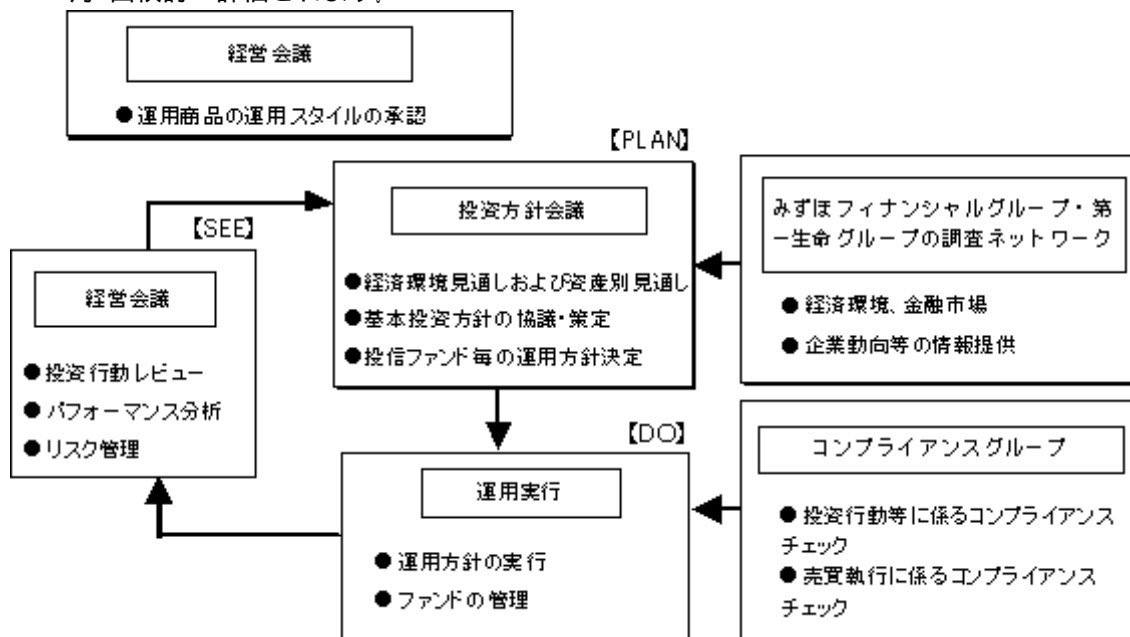 経営会議
●運用商品の運用スタイルの承認
【PLAN】
投資方針会議
●経済環境見通しおよび資産別見通し
●基本投資方針の協議・策定
●投信ファンド毎の運用方針決定
みずほフィナンシャルグループ・第
一生命グループの調査ネットワーク
●経済環境、金融市場
●企業動向等の情報提供
【SEE】
経営会議
●投資行動レビュー
●パフォーマンス分析
●リスク管理
【DO】
運用実行
●運用方針の実行
●ファンドの管理
コンプライアンスグループ
●投資行動等に係るコンプライアンス
チェック
●売買執行に係るコンプライアンス
チェック